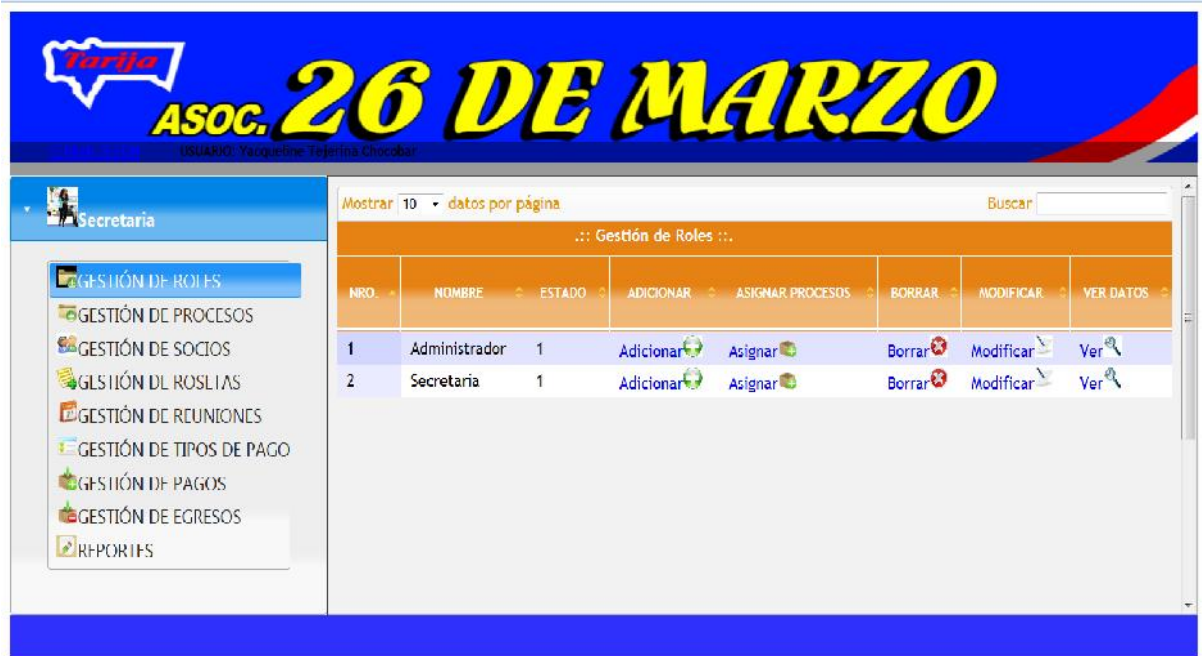 Tarija
ASOC. 26 DE MARZO
USUARIO: Yacqueline Tejerina Chocobar
Secretaria
GESTIÓN DE ROLES
GESTIÓN DE PROCESOS
GESTIÓN DE SOCIOS
GESTIÓN DE ROSETAS
GESTIÓN DE REUNIONES
GESTIÓN DE TIPOS DE PAGO
GESTIÓN DE PAGOS
GESTIÓN DE EGRESOS
REPORTES
Mostrar 10 datos por página Buscar
.:: Gestión de Roles ::.
NRO. NOMBRE ESTADO ADICIONAR ASIGNAR PROCESOS BORRAR MODIFICAR VER DATOS
1 Administrador 1 Adicionar Asignar Borrar Modificar Ver
2 Secretaria 1 Adicionar Asignar Borrar Modificar Ver